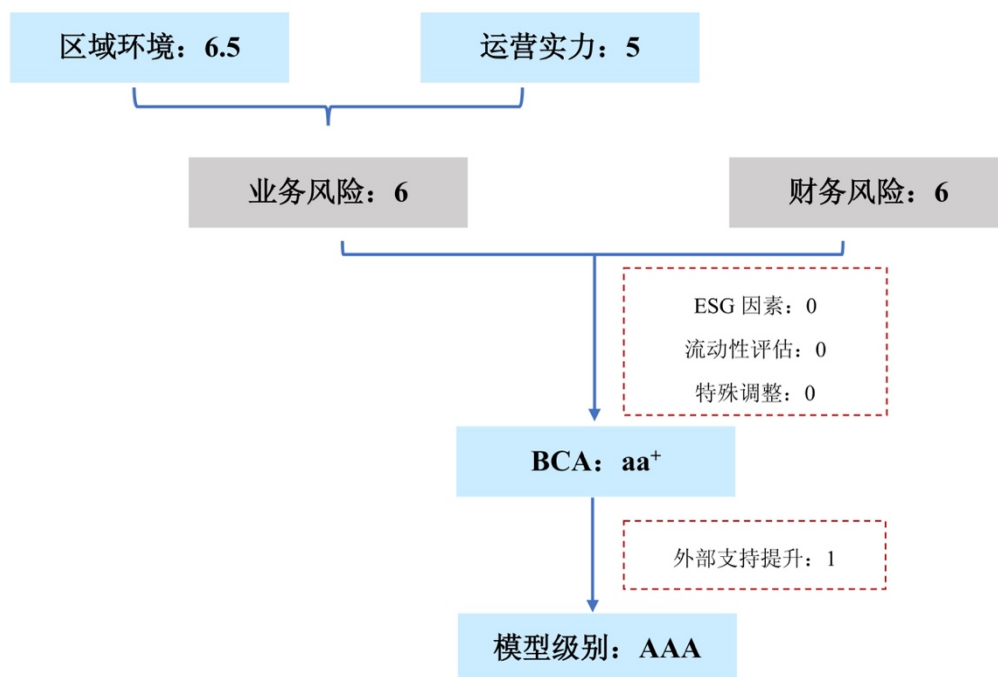 区域环境：6.5
运营实力：5
业务风险：6
财务风险：6
ESG 因素：0
流动性评估：0
特殊调整：0
BCA：aa⁺
外部支持提升：1
模型级别：AAA